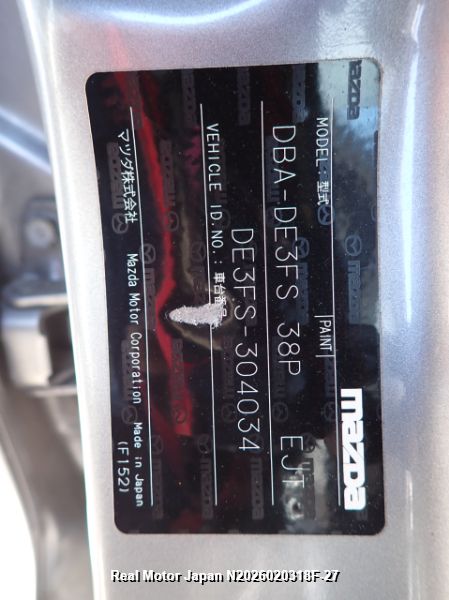 mazda
MODEL: 型式 PAINT
DBA-DE3FS 38P EJT
VEHICLE ID.NO.: 車台番号
DE3FS-304034
マツダ株式会社 Mazda Motor Corporation Made in Japan
(F152)
Real Motor Japan N2026020318F-27